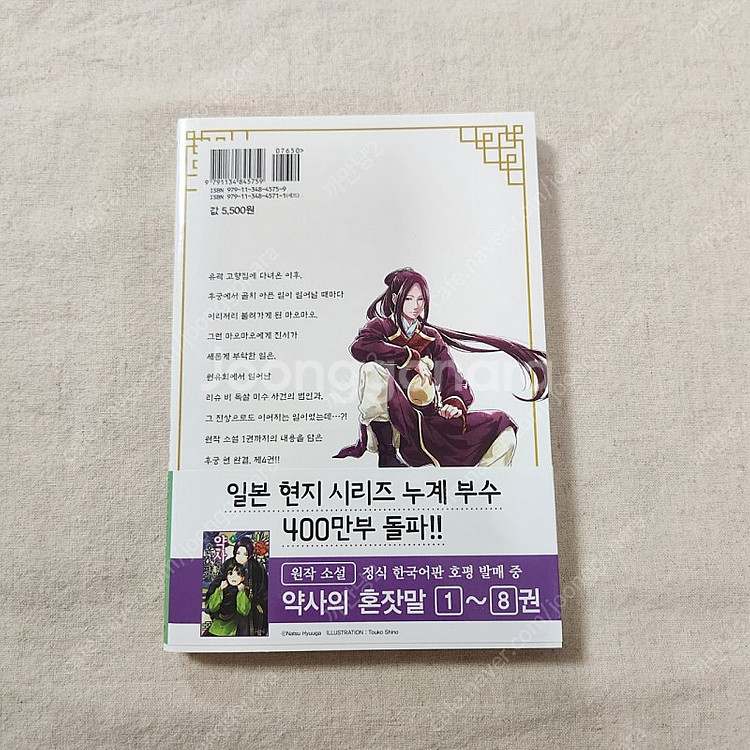 07650
9 791134 845759
ISBN 979-11-348-4575-9
ISBN 979-11-348-4571-1(세트)
값 5,500원
유곽 고향집에 다녀온 이후,
후궁에서 골치 아픈 일이 일어날 때마다
이리저리 불려가게 된 마오마오.
그런 마오마오에게 진시가
새롭게 부탁한 일은,
원유회에서 일어난
리슈 비 독살 미수 사건의 범인과,
그 진상으로도 이어지는 일이었는데…?!
원작 소설 1권까지의 내용을 담은
후궁 편 완결, 제4권!!
joonggonara
일본 현지 시리즈 누계 부수
400만부 돌파!!
약사
원작 소설 정식 한국어판 호평 발매 중
약사의 혼잣말 1~8권
©Natsu Hyuuga ILLUSTRATION : Touko Shino